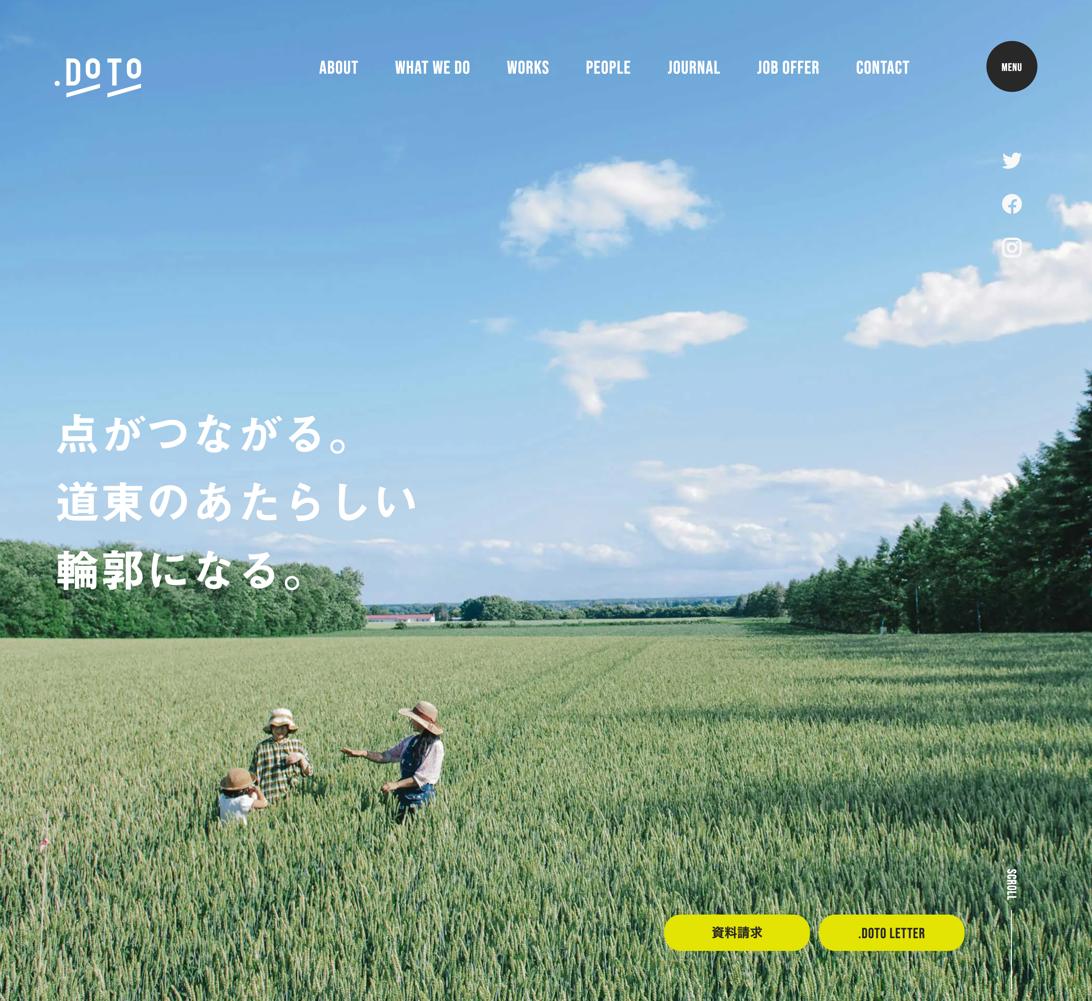 .DOTO
ABOUT
WHAT WE DO
WORKS
PEOPLE
JOURNAL
JOB OFFER
CONTACT
MENU
点がつながる。
道東のあたらしい
輪郭になる。
SCROLL
資料請求
.DOTO LETTER